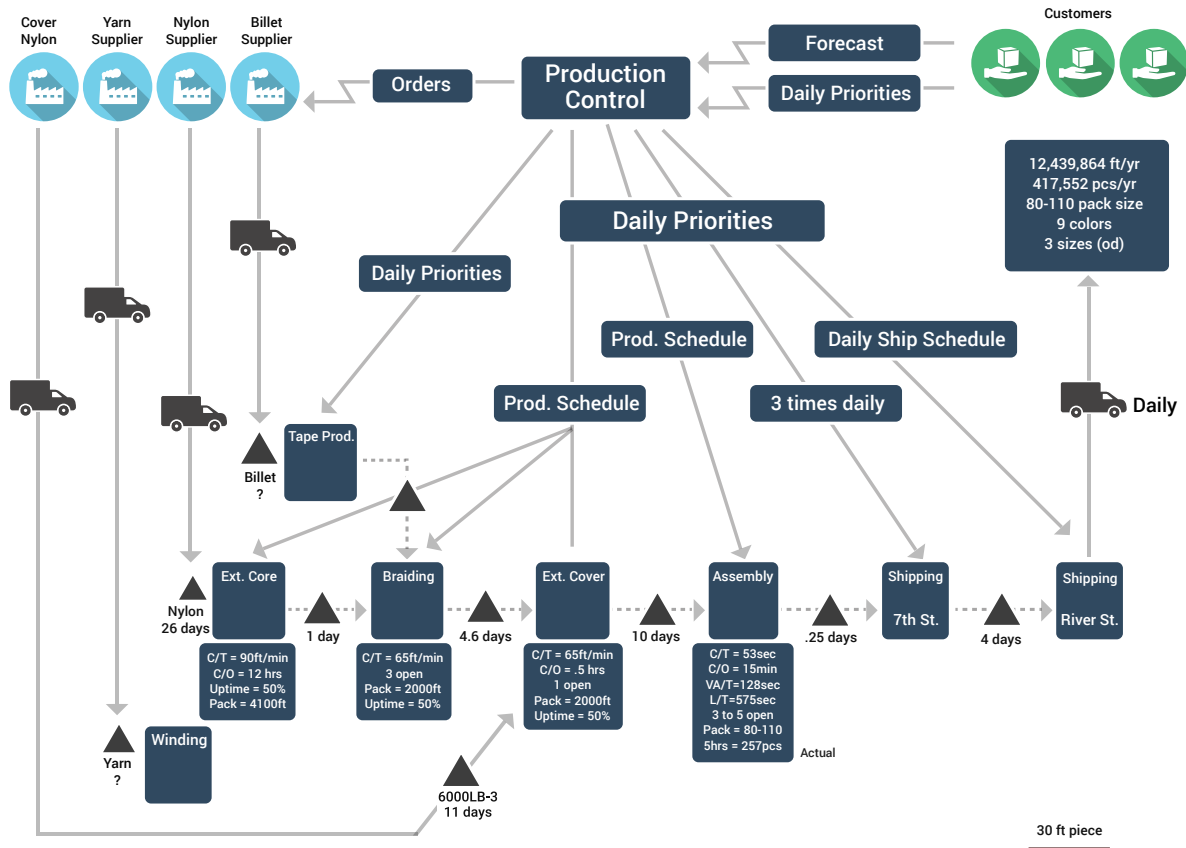 Cover
Nylon
Yarn
Supplier
Nylon
Supplier
Billet
Supplier
Customers
Forecast
Production
Control
Orders
Daily Priorities
12,439,864 ft/yr
417,552 pcs/yr
80-110 pack size
9 colors
3 sizes (od)
Daily Priorities
Daily Priorities
Prod. Schedule
Daily Ship Schedule
Prod. Schedule
3 times daily
Daily
Tape Prod.
Billet
?
Ext. Core
Braiding
Ext. Cover
Assembly
Shipping
7th St.
Shipping
River St.
Nylon
26 days
1 day
4.6 days
10 days
.25 days
4 days
C/T = 90ft/min
C/O = 12 hrs
Uptime = 50%
Pack = 4100ft
C/T = 65ft/min
3 open
Pack = 2000ft
Uptime = 50%
C/T = 65ft/min
C/O = .5 hrs
1 open
Pack = 2000ft
Uptime = 50%
C/T = 53sec
C/O = 15min
VA/T=128sec
L/T=575sec
3 to 5 open
Pack = 80-110
5hrs = 257pcs
Actual
Winding
Yarn
?
6000LB-3
11 days
30 ft piece